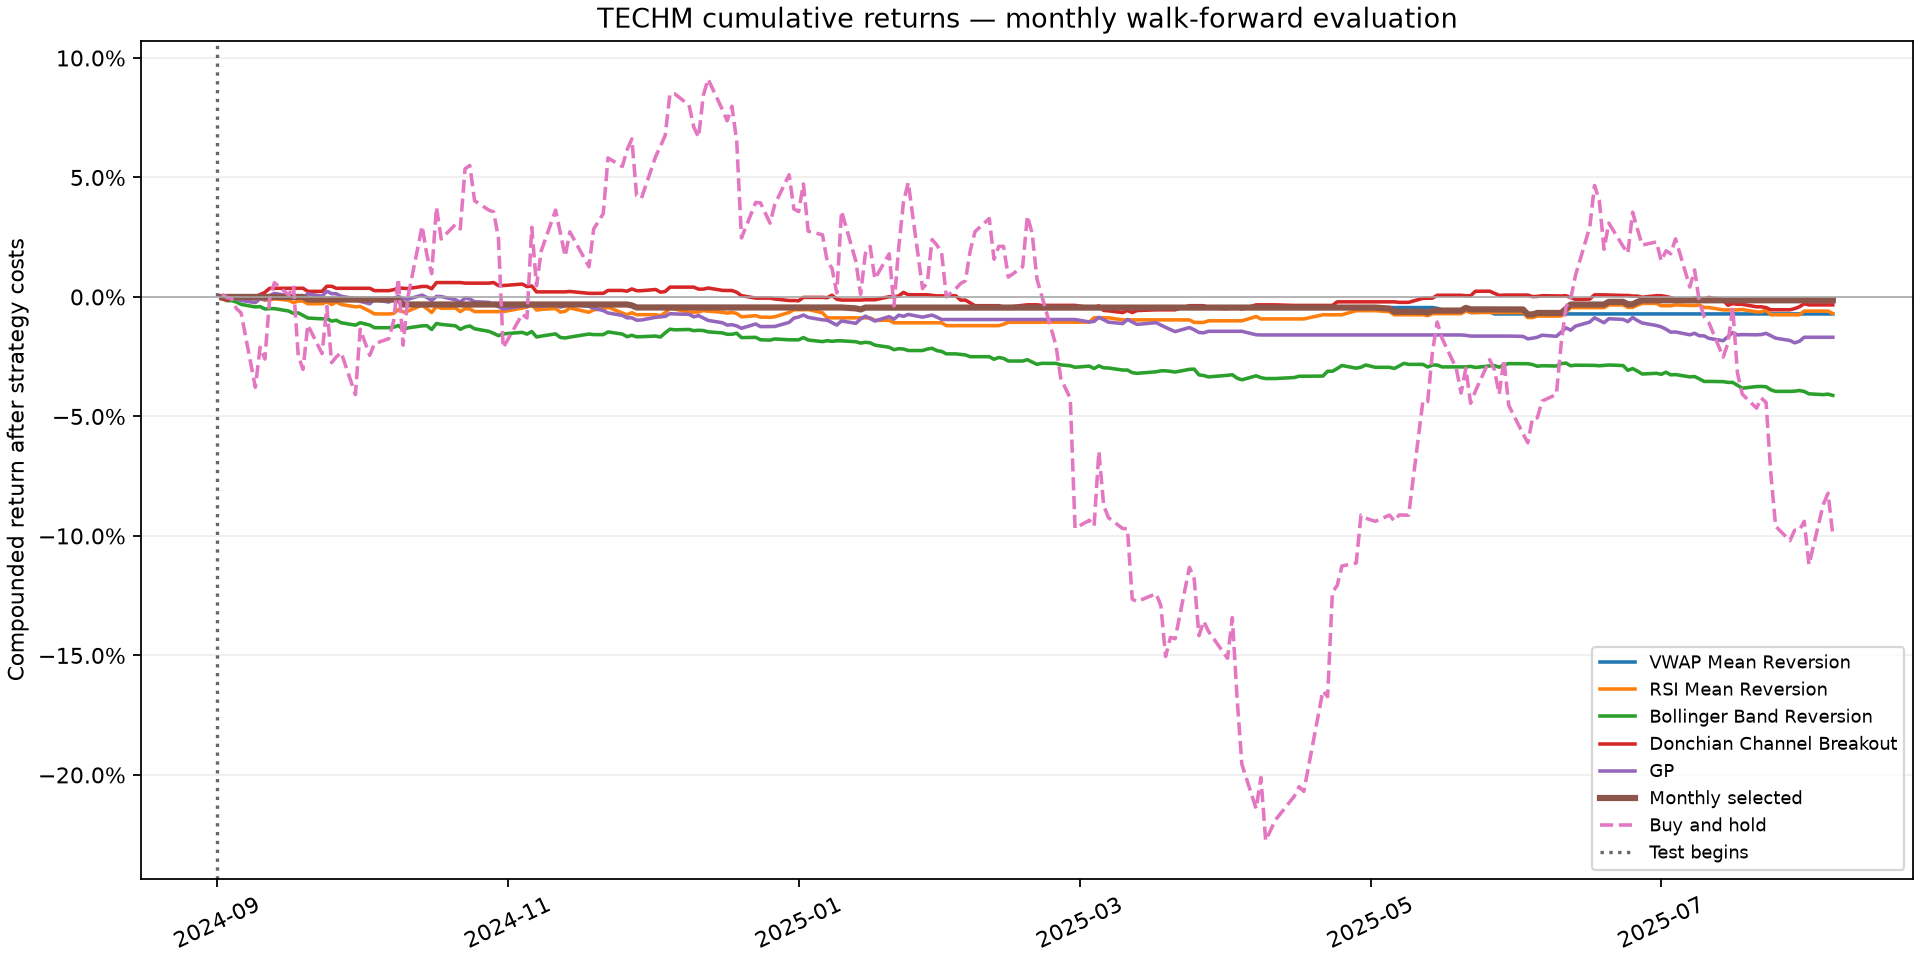 TECHM cumulative returns — monthly walk-forward evaluation
Compounded return after strategy costs
10.0%
5.0%
0.0%
−5.0%
−10.0%
−15.0%
−20.0%
2024-09
2024-11
2025-01
2025-03
2025-05
2025-07
VWAP Mean Reversion
RSI Mean Reversion
Bollinger Band Reversion
Donchian Channel Breakout
GP
Monthly selected
Buy and hold
Test begins